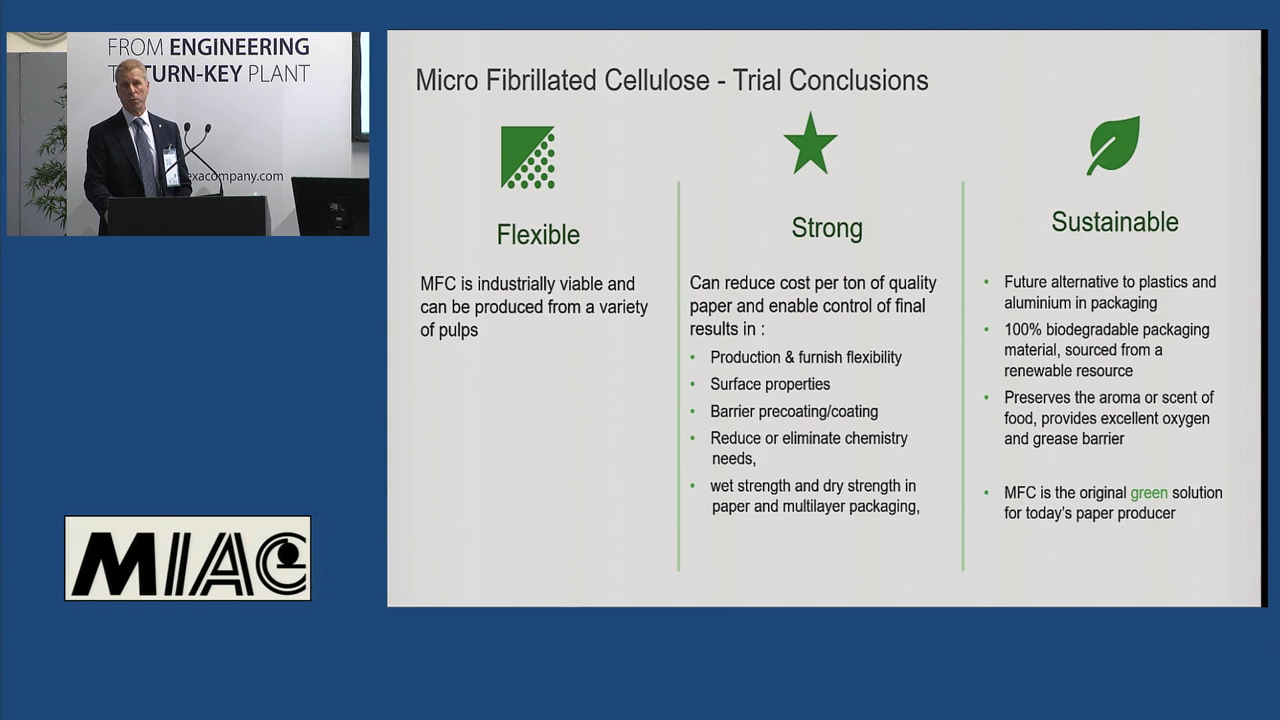 FROM ENGINEERING
TURN-KEY PLANT
exacompany.com
MIAC
Micro Fibrillated Cellulose - Trial Conclusions
Flexible
MFC is industrially viable and
can be produced from a variety
of pulps
Strong
Can reduce cost per ton of quality
paper and enable control of final
results in :
• Production & furnish flexibility
• Surface properties
• Barrier precoating/coating
• Reduce or eliminate chemistry
needs,
• wet strength and dry strength in
paper and multilayer packaging,
Sustainable
• Future alternative to plastics and
aluminium in packaging
• 100% biodegradable packaging
material, sourced from a
renewable resource
• Preserves the aroma or scent of
food, provides excellent oxygen
and grease barrier
• MFC is the original green solution
for today's paper producer